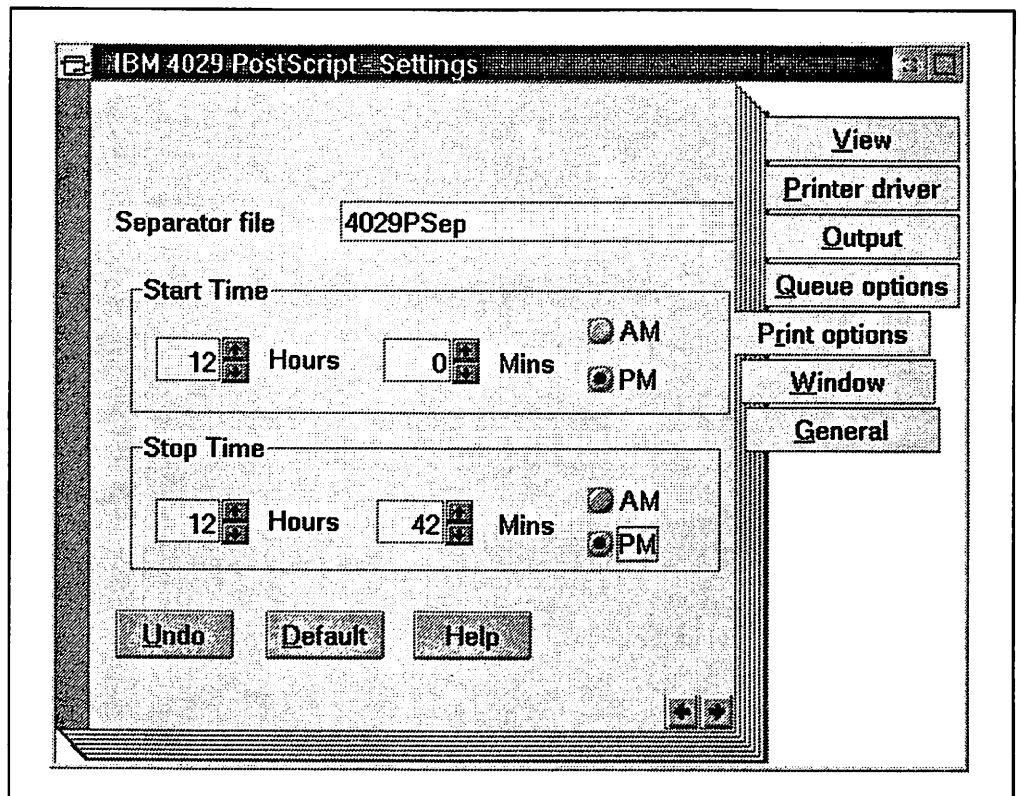 IBM 4029 PostScript - Settings
View
Printer driver
Output
Queue options
Print options
Window
General
Separator file 4029PSep
Start Time
12 Hours 0 Mins
AM
PM
Stop Time
12 Hours 42 Mins
AM
PM
Undo Default Help